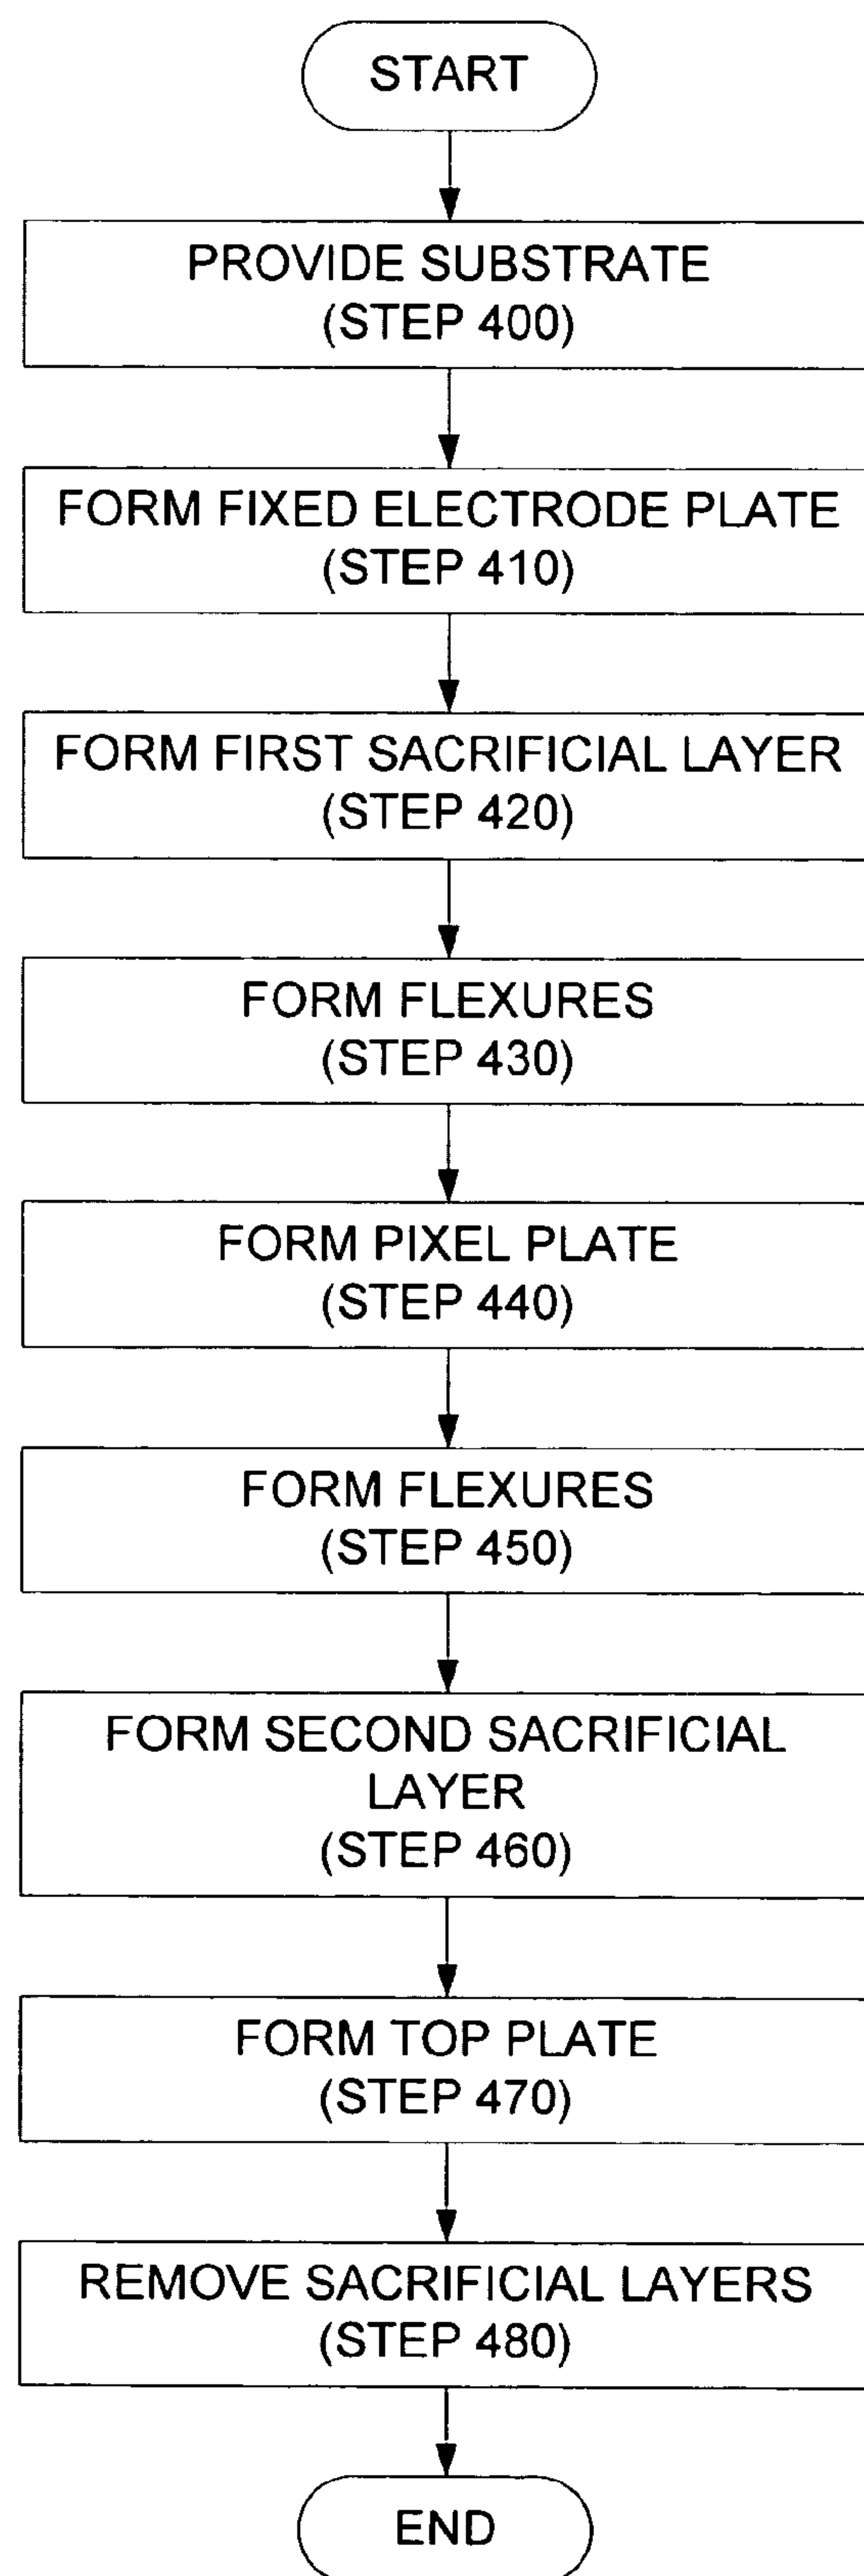 START
PROVIDE SUBSTRATE
(STEP 400)
FORM FIXED ELECTRODE PLATE
(STEP 410)
FORM FIRST SACRIFICIAL LAYER
(STEP 420)
FORM FLEXURES
(STEP 430)
FORM PIXEL PLATE
(STEP 440)
FORM FLEXURES
(STEP 450)
FORM SECOND SACRIFICIAL
LAYER
(STEP 460)
FORM TOP PLATE
(STEP 470)
REMOVE SACRIFICIAL LAYERS
(STEP 480)
END